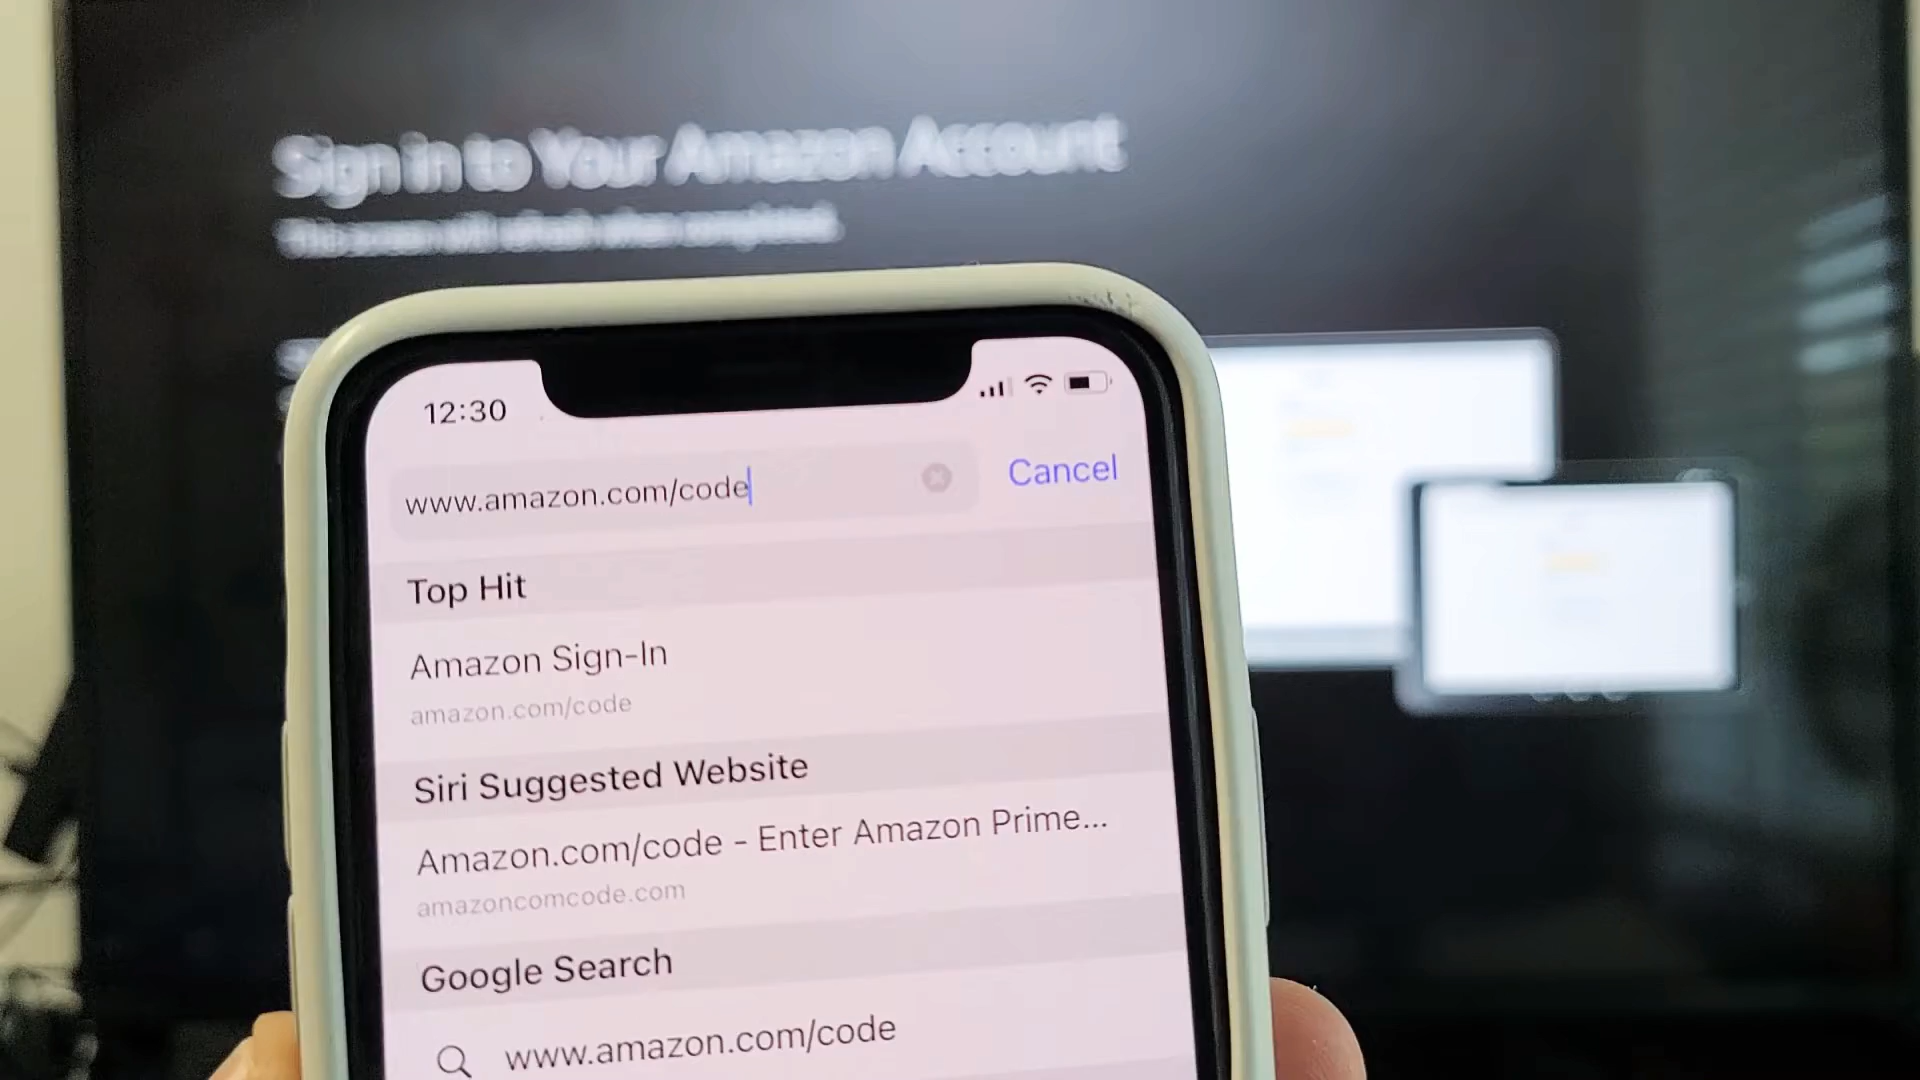 Sign in to Your Amazon Account
12:30
www.amazon.com/code
Cancel
Top Hit
Amazon Sign-In
amazon.com/code
Siri Suggested Website
Amazon.com/code - Enter Amazon Prime...
amazoncomcode.com
Google Search
www.amazon.com/code